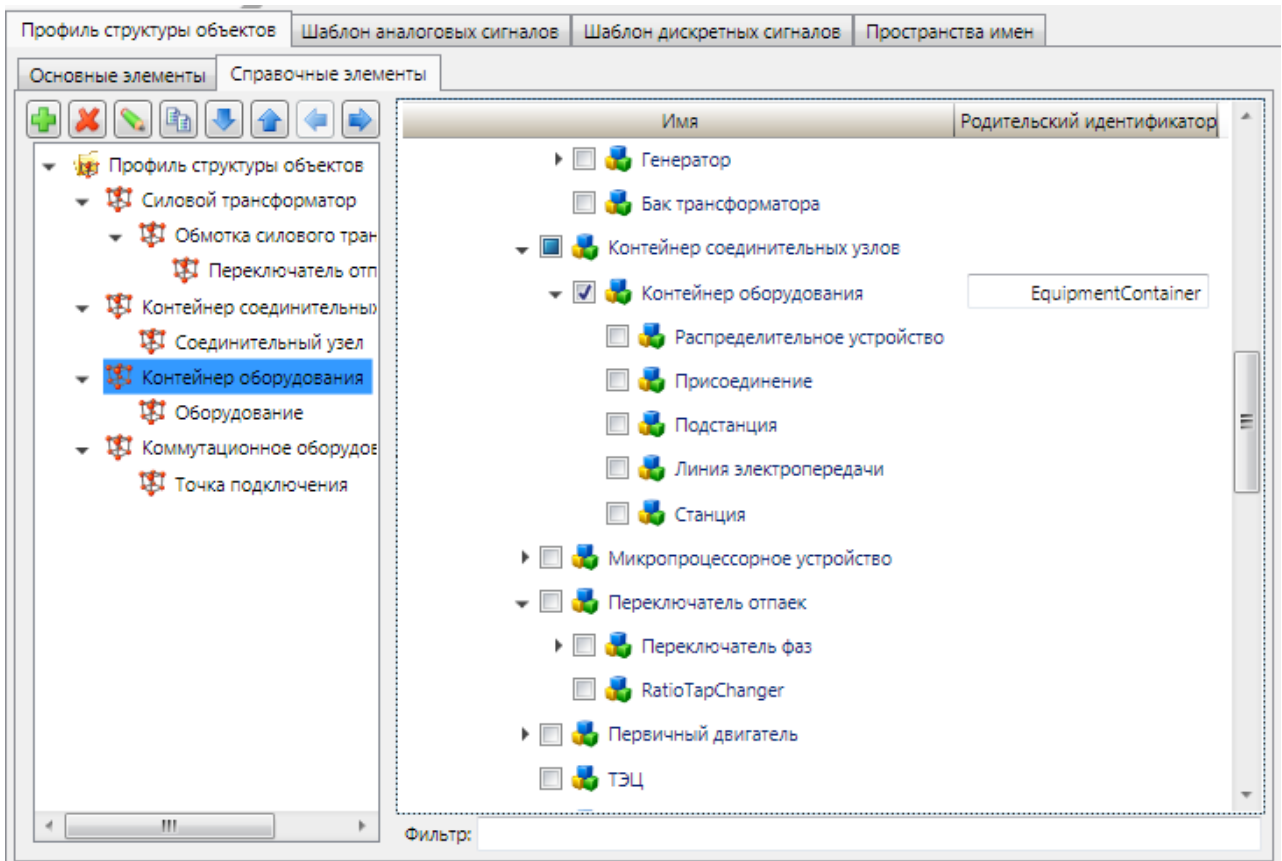 Профиль структуры объектов Шаблон аналоговых сигналов Шаблон дискретных сигналов Пространства имен
Основные элементы Справочные элементы
Профиль структуры объектов
Силовой трансформатор
Обмотка силового тран
Переключатель отп
Контейнер соединительных
Соединительный узел
Контейнер оборудования
Оборудование
Коммутационное оборудов
Точка подключения
Имя Родительский идентификатор
Генератор
Бак трансформатора
Контейнер соединительных узлов
Контейнер оборудования EquipmentContainer
Распределительное устройство
Присоединение
Подстанция
Линия электропередачи
Станция
Микропроцессорное устройство
Переключатель отпаек
Переключатель фаз
RatioTapChanger
Первичный двигатель
ТЭЦ
Фильтр: